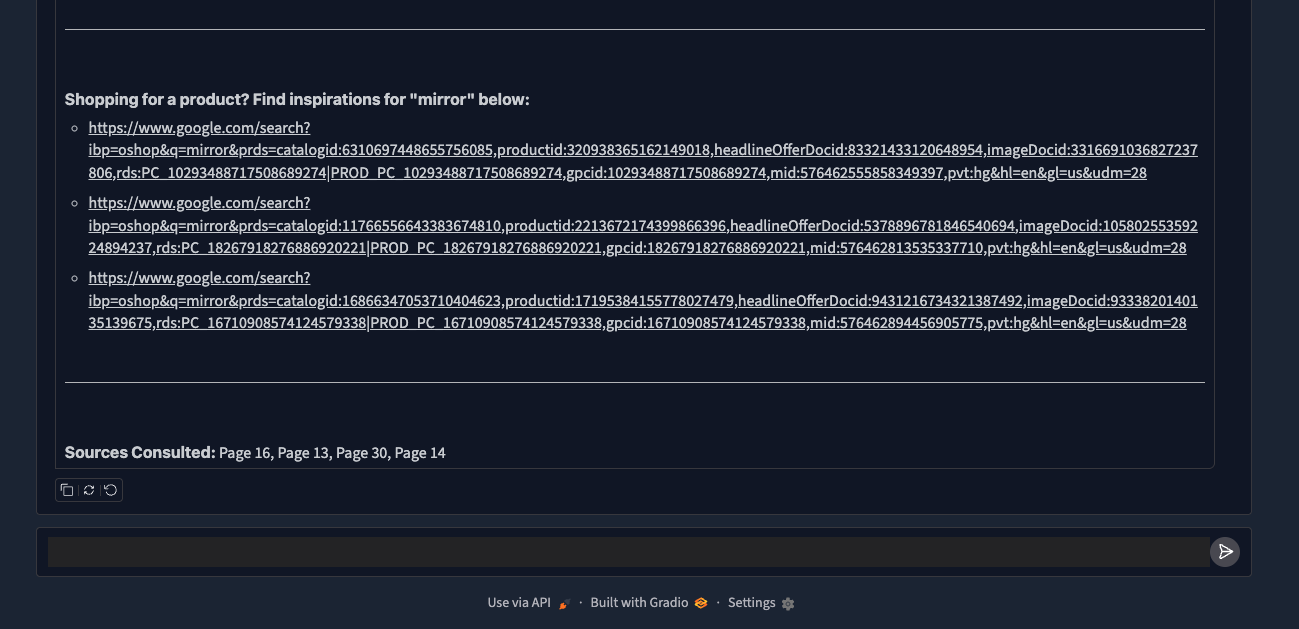 Shopping for a product? Find inspirations for "mirror" below:
https://www.google.com/search?
ibp=oshop&q=mirror&prds=catalogid:6310697448655756085,productid:320938365162149018,headlineOfferDocid:83321433120648954,imageDocid:3316691036827237
806,rds:PC_10293488717508689274|PROD_PC_10293488717508689274,gpcid:10293488717508689274,mid:576462555858349397,pvt:hg&hl=en&gl=us&udm=28
https://www.google.com/search?
ibp=oshop&q=mirror&prds=catalogid:11766556643383674810,productid:2213672174399866396,headlineOfferDocid:5378896781846540694,imageDocid:105802553592
24894237,rds:PC_18267918276886920221|PROD_PC_18267918276886920221,gpcid:18267918276886920221,mid:576462813535337710,pvt:hg&hl=en&gl=us&udm=28
https://www.google.com/search?
ibp=oshop&q=mirror&prds=catalogid:16866347053710404623,productid:17195384155778027479,headlineOfferDocid:9431216734321387492,imageDocid:93338201401
35139675,rds:PC_16710908574124579338|PROD_PC_16710908574124579338,gpcid:16710908574124579338,mid:576462894456905775,pvt:hg&hl=en&gl=us&udm=28
Sources Consulted: Page 16, Page 13, Page 30, Page 14
Use via API · Built with Gradio · Settings